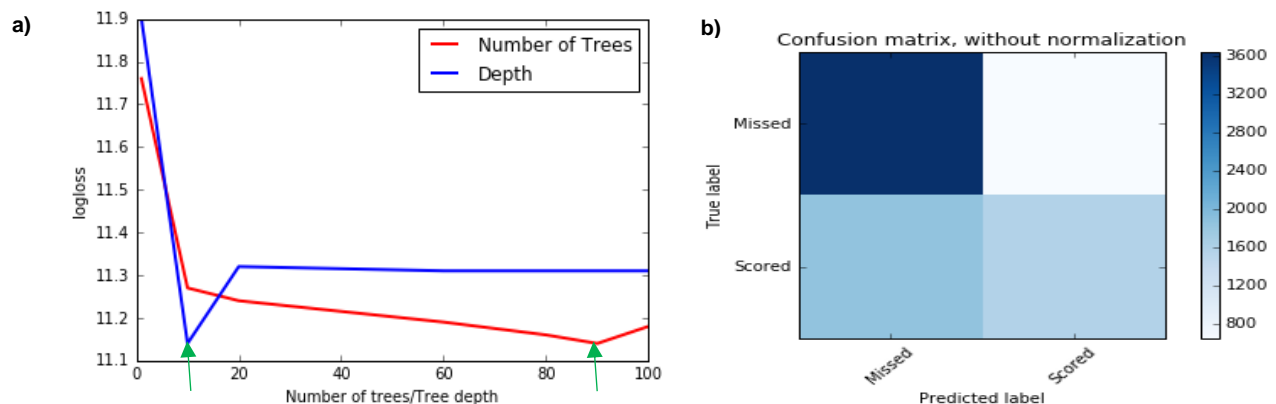 a)
11.9
11.8
11.7
11.6
11.5
11.4
11.3
11.2
11.1
logloss
Number of Trees
Depth
0
20
40
60
80
100
Number of trees/Tree depth
b)
Confusion matrix, without normalization
True label
Missed
Scored
Missed
Scored
Predicted label
3600
3200
2800
2400
2000
1600
1200
800